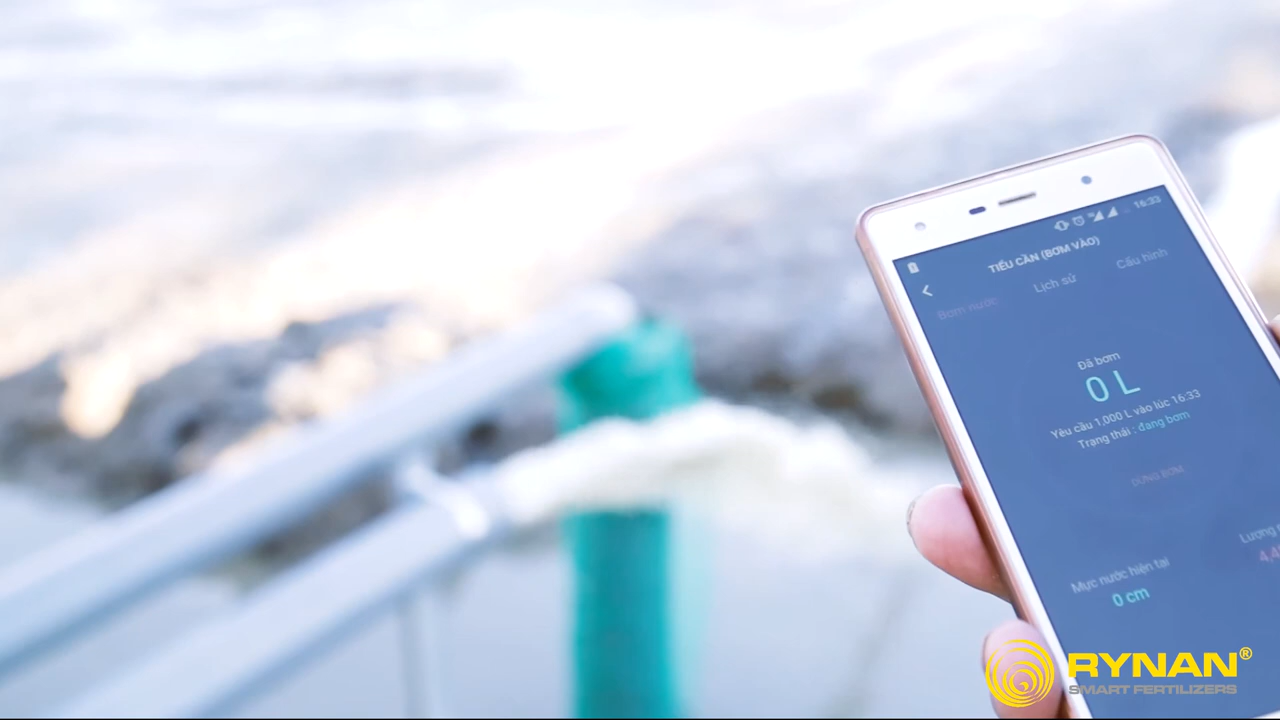 16:33
TIỂU CẦN (BƠM VÀO)
Bơm nước Lịch sử Cấu hình
Đã bơm
0 L
Yêu cầu 1,000 L vào lúc 16:33
Trạng thái : đang bơm
DỪNG BƠM
Mực nước hiện tại
0 cm
Lượng
4,4
RYNAN®
SMART FERTILIZERS